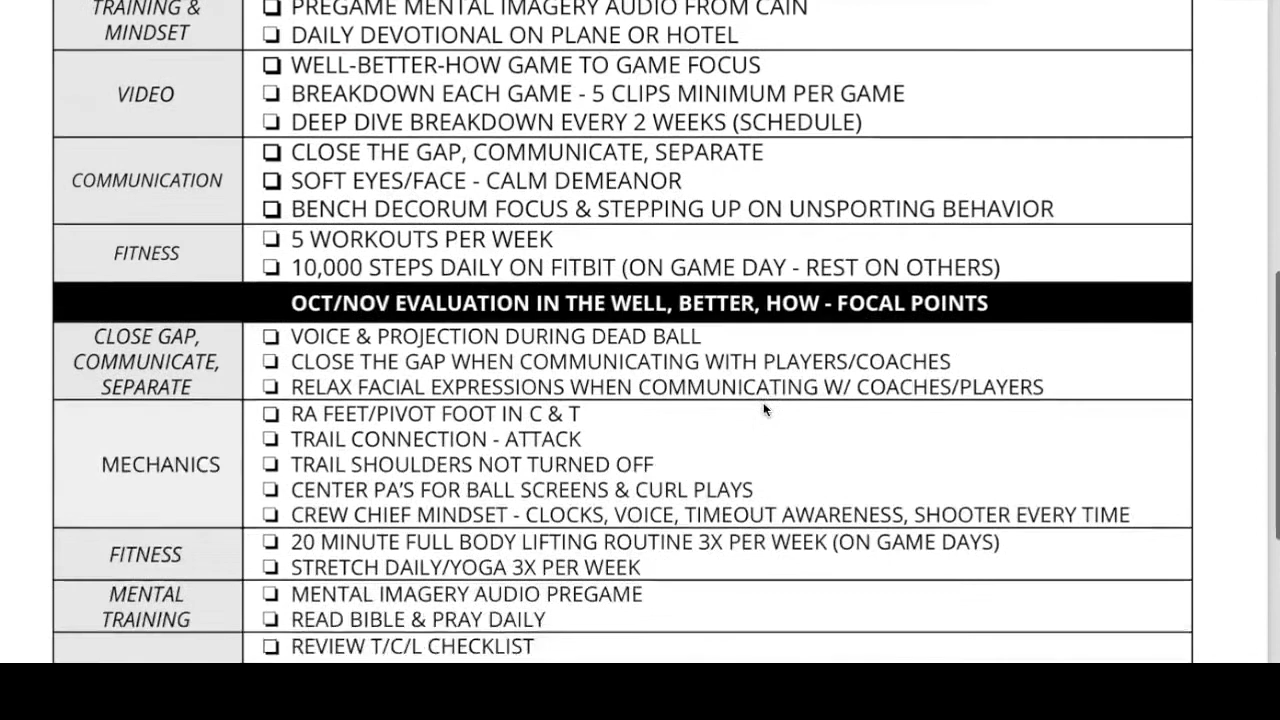 TRAINING &
MINDSET
❏ PREGAME MENTAL IMAGERY AUDIO FROM CAIN
❏ DAILY DEVOTIONAL ON PLANE OR HOTEL
VIDEO
❏ WELL-BETTER-HOW GAME TO GAME FOCUS
❏ BREAKDOWN EACH GAME - 5 CLIPS MINIMUM PER GAME
❏ DEEP DIVE BREAKDOWN EVERY 2 WEEKS (SCHEDULE)
COMMUNICATION
❏ CLOSE THE GAP, COMMUNICATE, SEPARATE
❏ SOFT EYES/FACE - CALM DEMEANOR
❏ BENCH DECORUM FOCUS & STEPPING UP ON UNSPORTING BEHAVIOR
FITNESS
❏ 5 WORKOUTS PER WEEK
❏ 10,000 STEPS DAILY ON FITBIT (ON GAME DAY - REST ON OTHERS)
OCT/NOV EVALUATION IN THE WELL, BETTER, HOW - FOCAL POINTS
CLOSE GAP,
COMMUNICATE,
SEPARATE
❏ VOICE & PROJECTION DURING DEAD BALL
❏ CLOSE THE GAP WHEN COMMUNICATING WITH PLAYERS/COACHES
❏ RELAX FACIAL EXPRESSIONS WHEN COMMUNICATING W/ COACHES/PLAYERS
MECHANICS
❏ RA FEET/PIVOT FOOT IN C & T
❏ TRAIL CONNECTION - ATTACK
❏ TRAIL SHOULDERS NOT TURNED OFF
❏ CENTER PA'S FOR BALL SCREENS & CURL PLAYS
❏ CREW CHIEF MINDSET - CLOCKS, VOICE, TIMEOUT AWARENESS, SHOOTER EVERY TIME
FITNESS
❏ 20 MINUTE FULL BODY LIFTING ROUTINE 3X PER WEEK (ON GAME DAYS)
❏ STRETCH DAILY/YOGA 3X PER WEEK
MENTAL
TRAINING
❏ MENTAL IMAGERY AUDIO PREGAME
❏ READ BIBLE & PRAY DAILY
❏ REVIEW T/C/L CHECKLIST